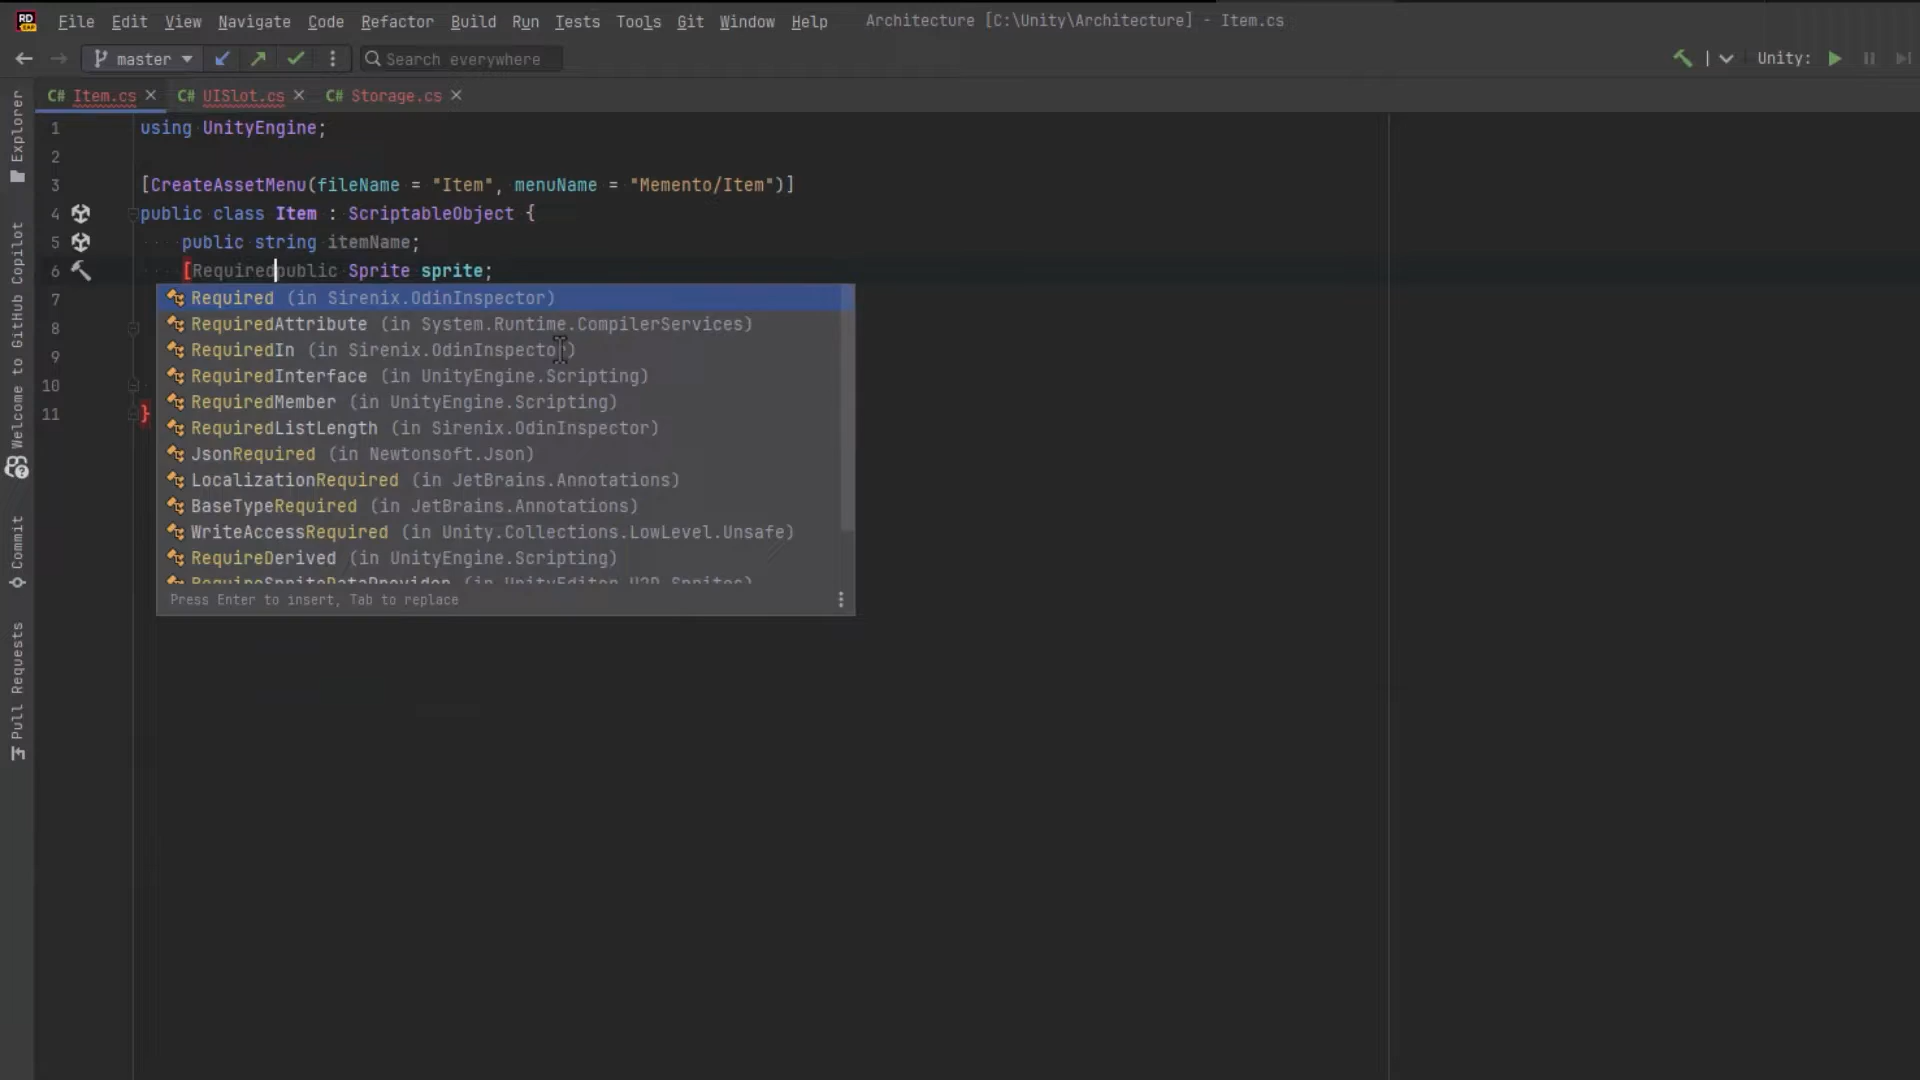 RD
File Edit View Navigate Code Refactor Build Run Tests Tools Git Window Help Architecture [C:\Unity\Architecture] - Item.cs
master Search everywhere Unity:
C# Item.cs C# UISlot.cs C# Storage.cs
Explorer
Welcome to GitHub Copilot
Commit
Pull Requests
1 using UnityEngine;
2
3 [CreateAssetMenu(fileName = "Item", menuName = "Memento/Item")]
4 public class Item : ScriptableObject {
5 public string itemName;
6 [Requiredpublic Sprite sprite;
7
8
9
10
11 }
Required (in Sirenix.OdinInspector)
RequiredAttribute (in System.Runtime.CompilerServices)
RequiredIn (in Sirenix.OdinInspector)
RequiredInterface (in UnityEngine.Scripting)
RequiredMember (in UnityEngine.Scripting)
RequiredListLength (in Sirenix.OdinInspector)
JsonRequired (in Newtonsoft.Json)
LocalizationRequired (in JetBrains.Annotations)
BaseTypeRequired (in JetBrains.Annotations)
WriteAccessRequired (in Unity.Collections.LowLevel.Unsafe)
RequireDerived (in UnityEngine.Scripting)
RequireSpriteDataProvider (in UnityEditor.U2D.Sprites)
Press Enter to insert, Tab to replace